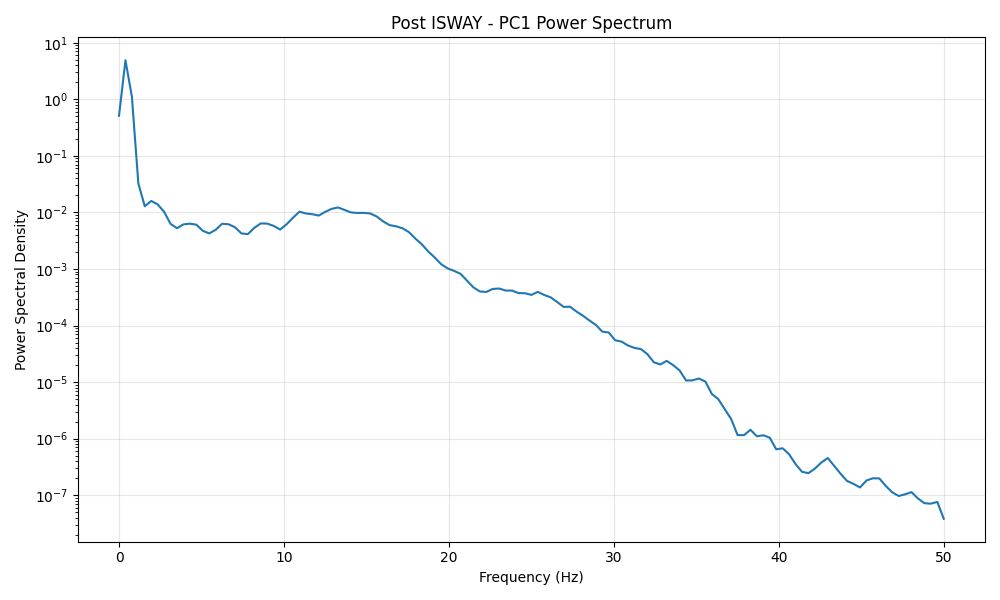 Post ISWAY - PC1 Power Spectrum
Power Spectral Density
10¹
10⁰
10⁻¹
10⁻²
10⁻³
10⁻⁴
10⁻⁵
10⁻⁶
10⁻⁷
0 10 20 30 40 50
Frequency (Hz)